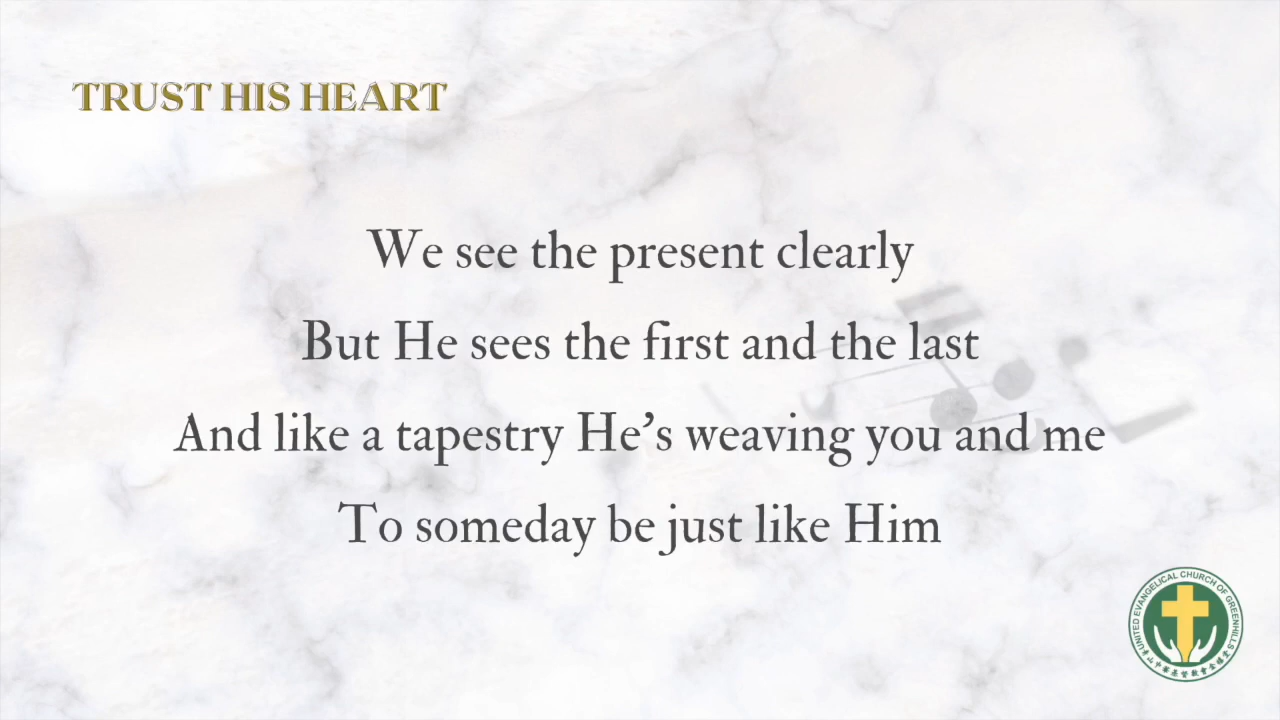 TRUST HIS HEART
We see the present clearly
But He sees the first and the last
And like a tapestry He's weaving you and me
To someday be just like Him
UNITED EVANGELICAL CHURCH OF GREENHILLS